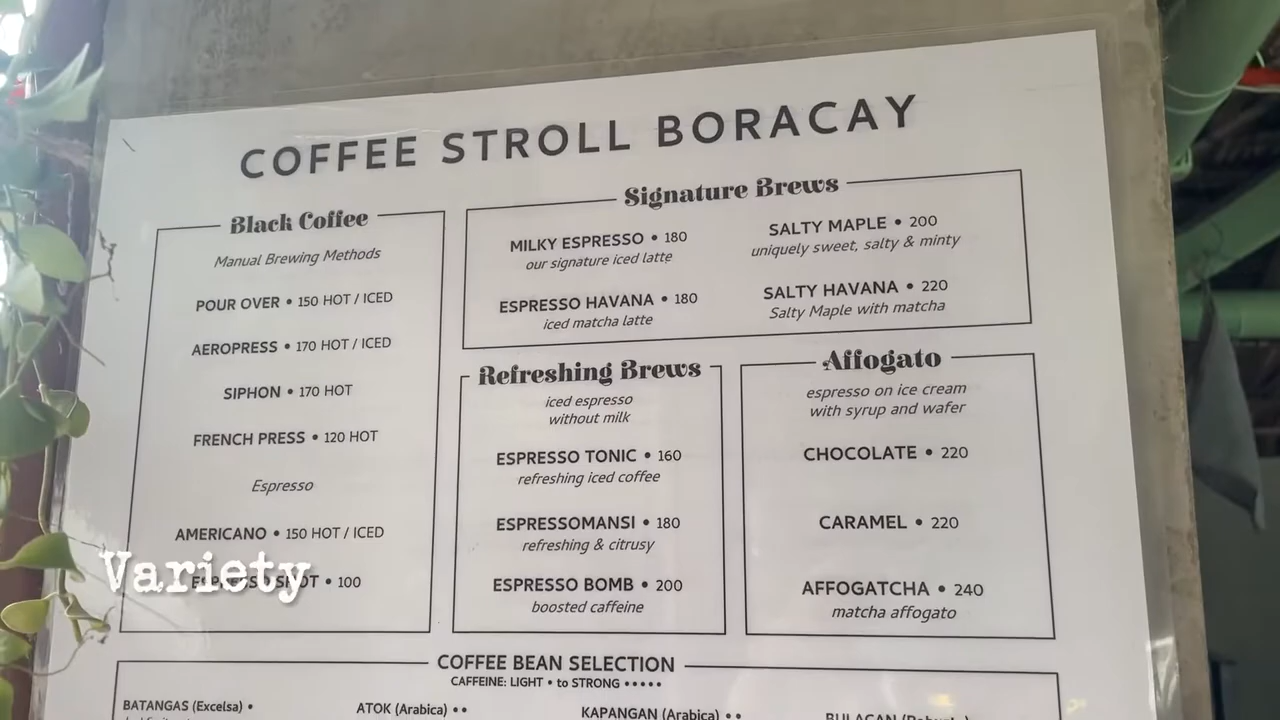 COFFEE STROLL BORACAY
Black Coffee
Manual Brewing Methods
POUR OVER • 150 HOT / ICED
AEROPRESS • 170 HOT / ICED
SIPHON • 170 HOT
FRENCH PRESS • 120 HOT
Espresso
AMERICANO • 150 HOT / ICED
ESPRESSO SHOT • 100
Variety
Signature Brews
MILKY ESPRESSO • 180
our signature iced latte
ESPRESSO HAVANA • 180
iced matcha latte
SALTY MAPLE • 200
uniquely sweet, salty & minty
SALTY HAVANA • 220
Salty Maple with matcha
Refreshing Brews
iced espresso
without milk
ESPRESSO TONIC • 160
refreshing iced coffee
ESPRESSOMANSI • 180
refreshing & citrusy
ESPRESSO BOMB • 200
boosted caffeine
Affogato
espresso on ice cream
with syrup and wafer
CHOCOLATE • 220
CARAMEL • 220
AFFOGATCHA • 240
matcha affogato
COFFEE BEAN SELECTION
CAFFEINE: LIGHT • to STRONG •••••
BATANGAS (Excelsa) •
ATOK (Arabica) ••
KAPANGAN (Arabica) ••
BULACAN